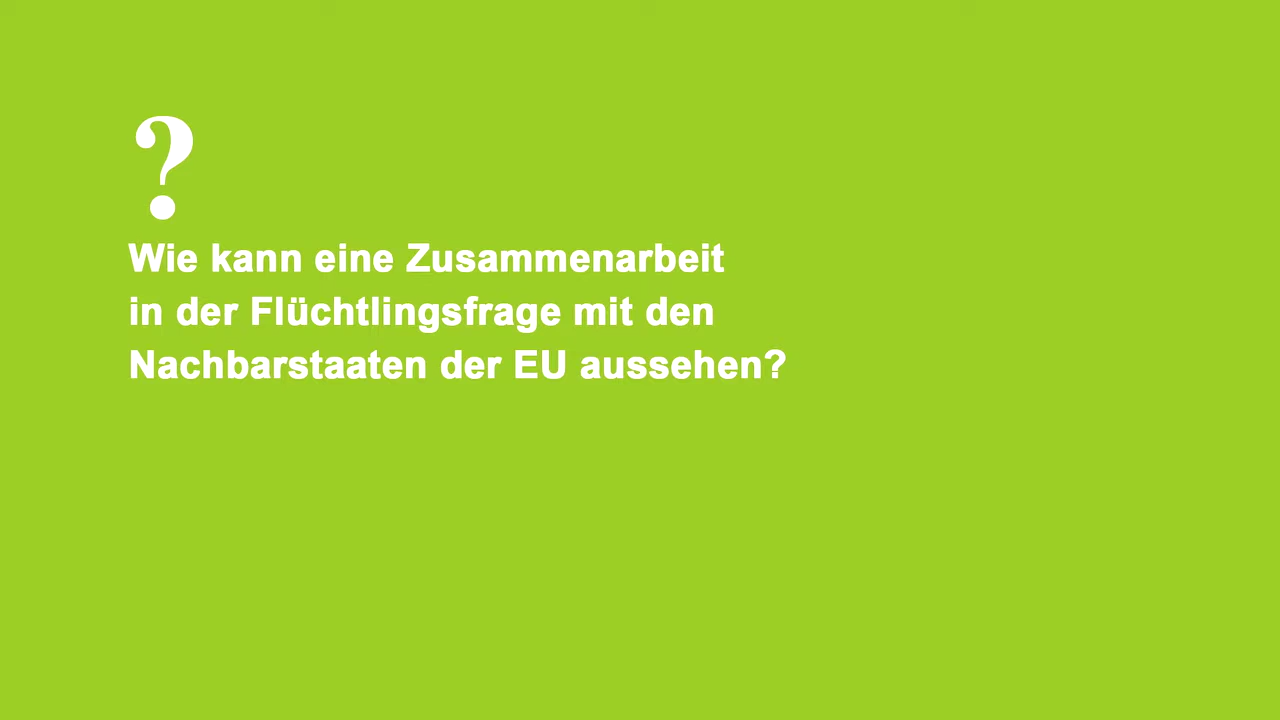 ?
Wie kann eine Zusammenarbeit
in der Flüchtlingsfrage mit den
Nachbarstaaten der EU aussehen?